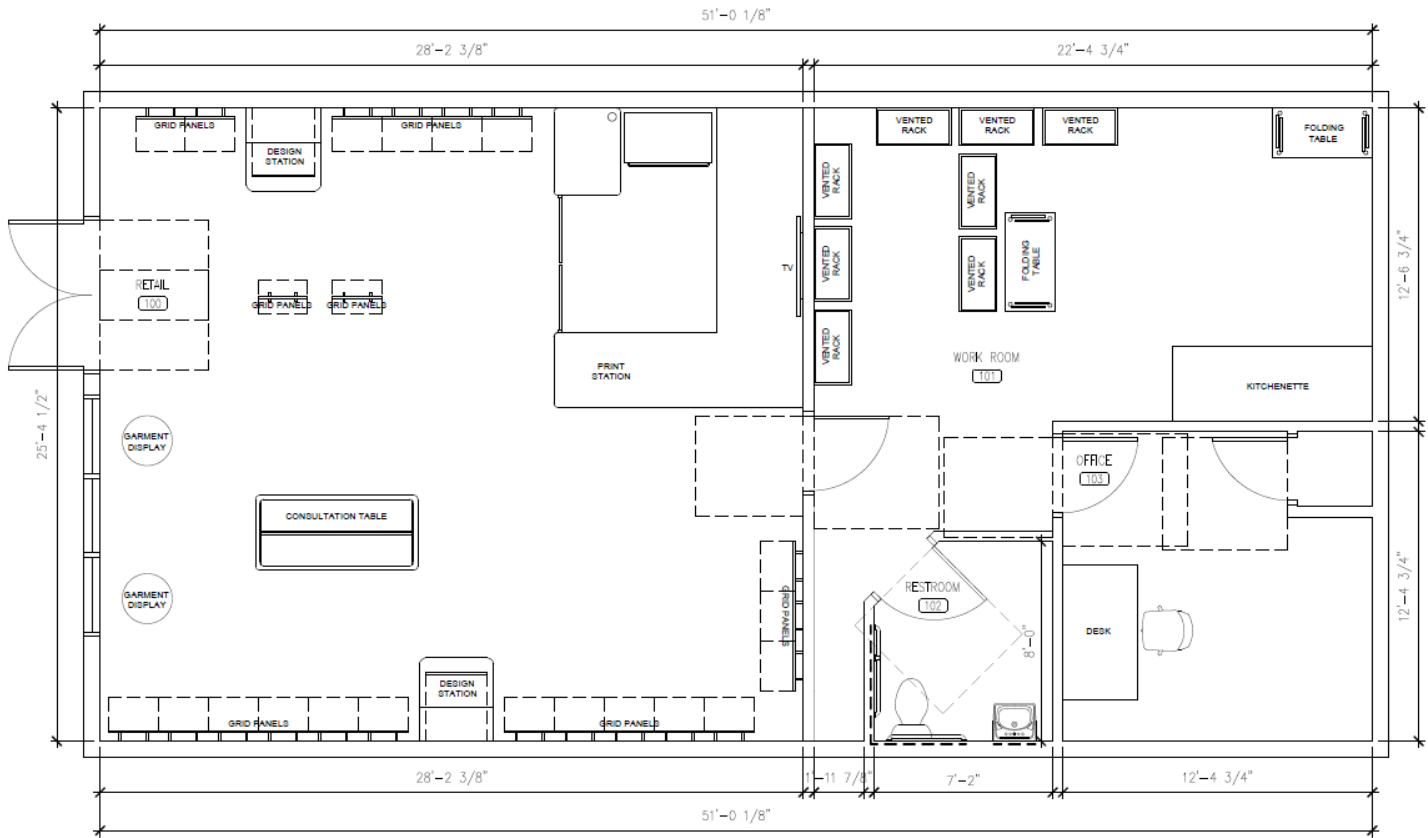 51'-0 1/8"
28'-2 3/8"
22'-4 3/4"
GRID PANELS
DESIGN
STATION
GRID PANELS
VENTED
RACK
VENTED
RACK
VENTED
RACK
FOLDING
TABLE
VENTED
RACK
VENTED
RACK
VENTED
RACK
VENTED
RACK
VENTED
RACK
FOLDING
TABLE
RETAIL
100
GRID PANELS
GRID PANELS
TV
12'-6 3/4"
PRINT
STATION
WORK ROOM
101
KITCHENETTE
25'-4 1/2"
GARMENT
DISPLAY
OFFICE
103
CONSULTATION TABLE
GARMENT
DISPLAY
GRID PANELS
RESTROOM
102
8'-0"
DESK
12'-4 3/4"
DESIGN
STATION
GRID PANELS
GRID PANELS
28'-2 3/8"
1'-11 7/8"
7'-2"
12'-4 3/4"
51'-0 1/8"